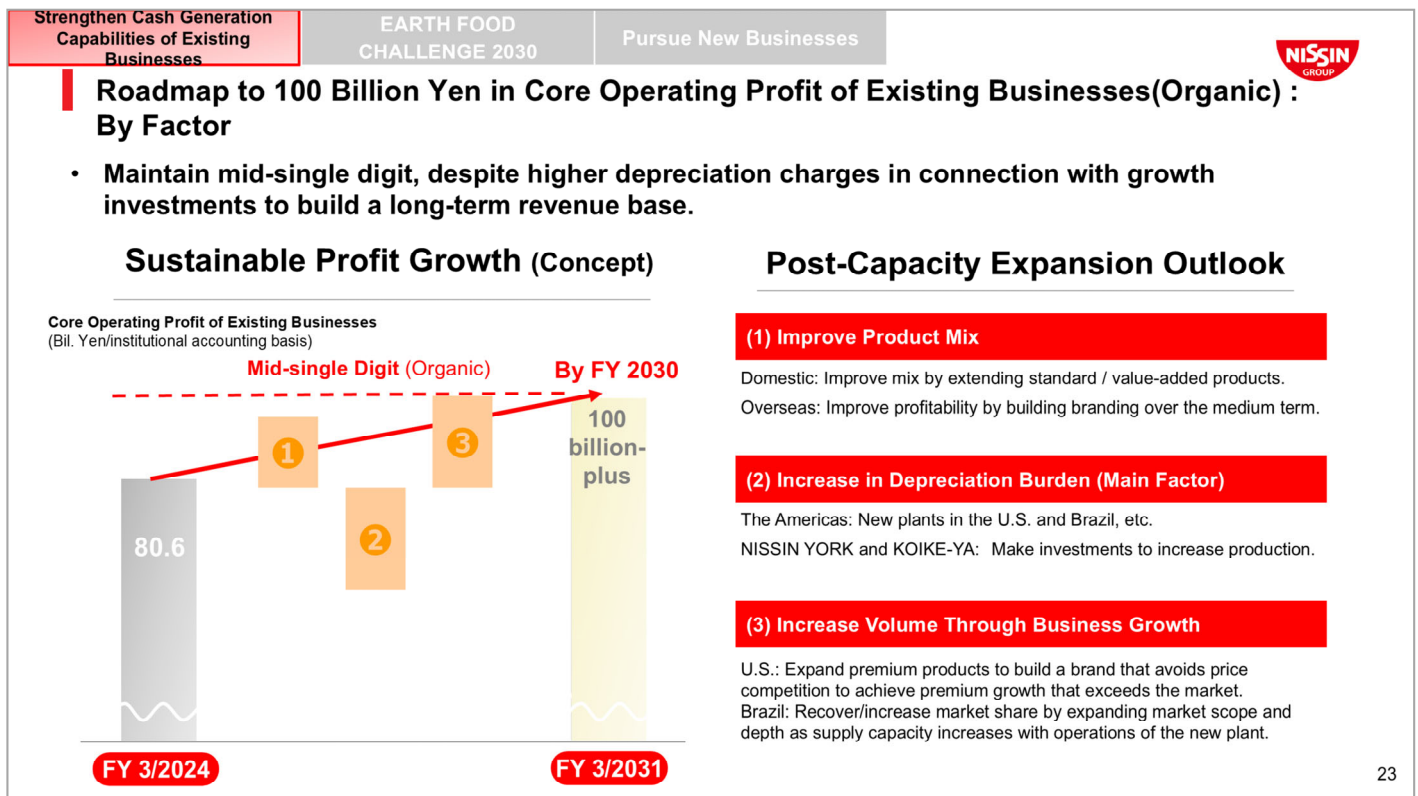 Strengthen Cash Generation
Capabilities of Existing
Businesses
EARTH FOOD
CHALLENGE 2030
Pursue New Businesses
NISSIN
GROUP
Roadmap to 100 Billion Yen in Core Operating Profit of Existing Businesses(Organic) :
By Factor
• Maintain mid-single digit, despite higher depreciation charges in connection with growth
investments to build a long-term revenue base.
Sustainable Profit Growth (Concept)
Core Operating Profit of Existing Businesses
(Bil. Yen/institutional accounting basis)
Mid-single Digit (Organic)
By FY 2030
80.6
❶
❷
❸
100
billion-
plus
FY 3/2024
FY 3/2031
Post-Capacity Expansion Outlook
(1) Improve Product Mix
Domestic: Improve mix by extending standard / value-added products.
Overseas: Improve profitability by building branding over the medium term.
(2) Increase in Depreciation Burden (Main Factor)
The Americas: New plants in the U.S. and Brazil, etc.
NISSIN YORK and KOIKE-YA: Make investments to increase production.
(3) Increase Volume Through Business Growth
U.S.: Expand premium products to build a brand that avoids price
competition to achieve premium growth that exceeds the market.
Brazil: Recover/increase market share by expanding market scope and
depth as supply capacity increases with operations of the new plant.
23